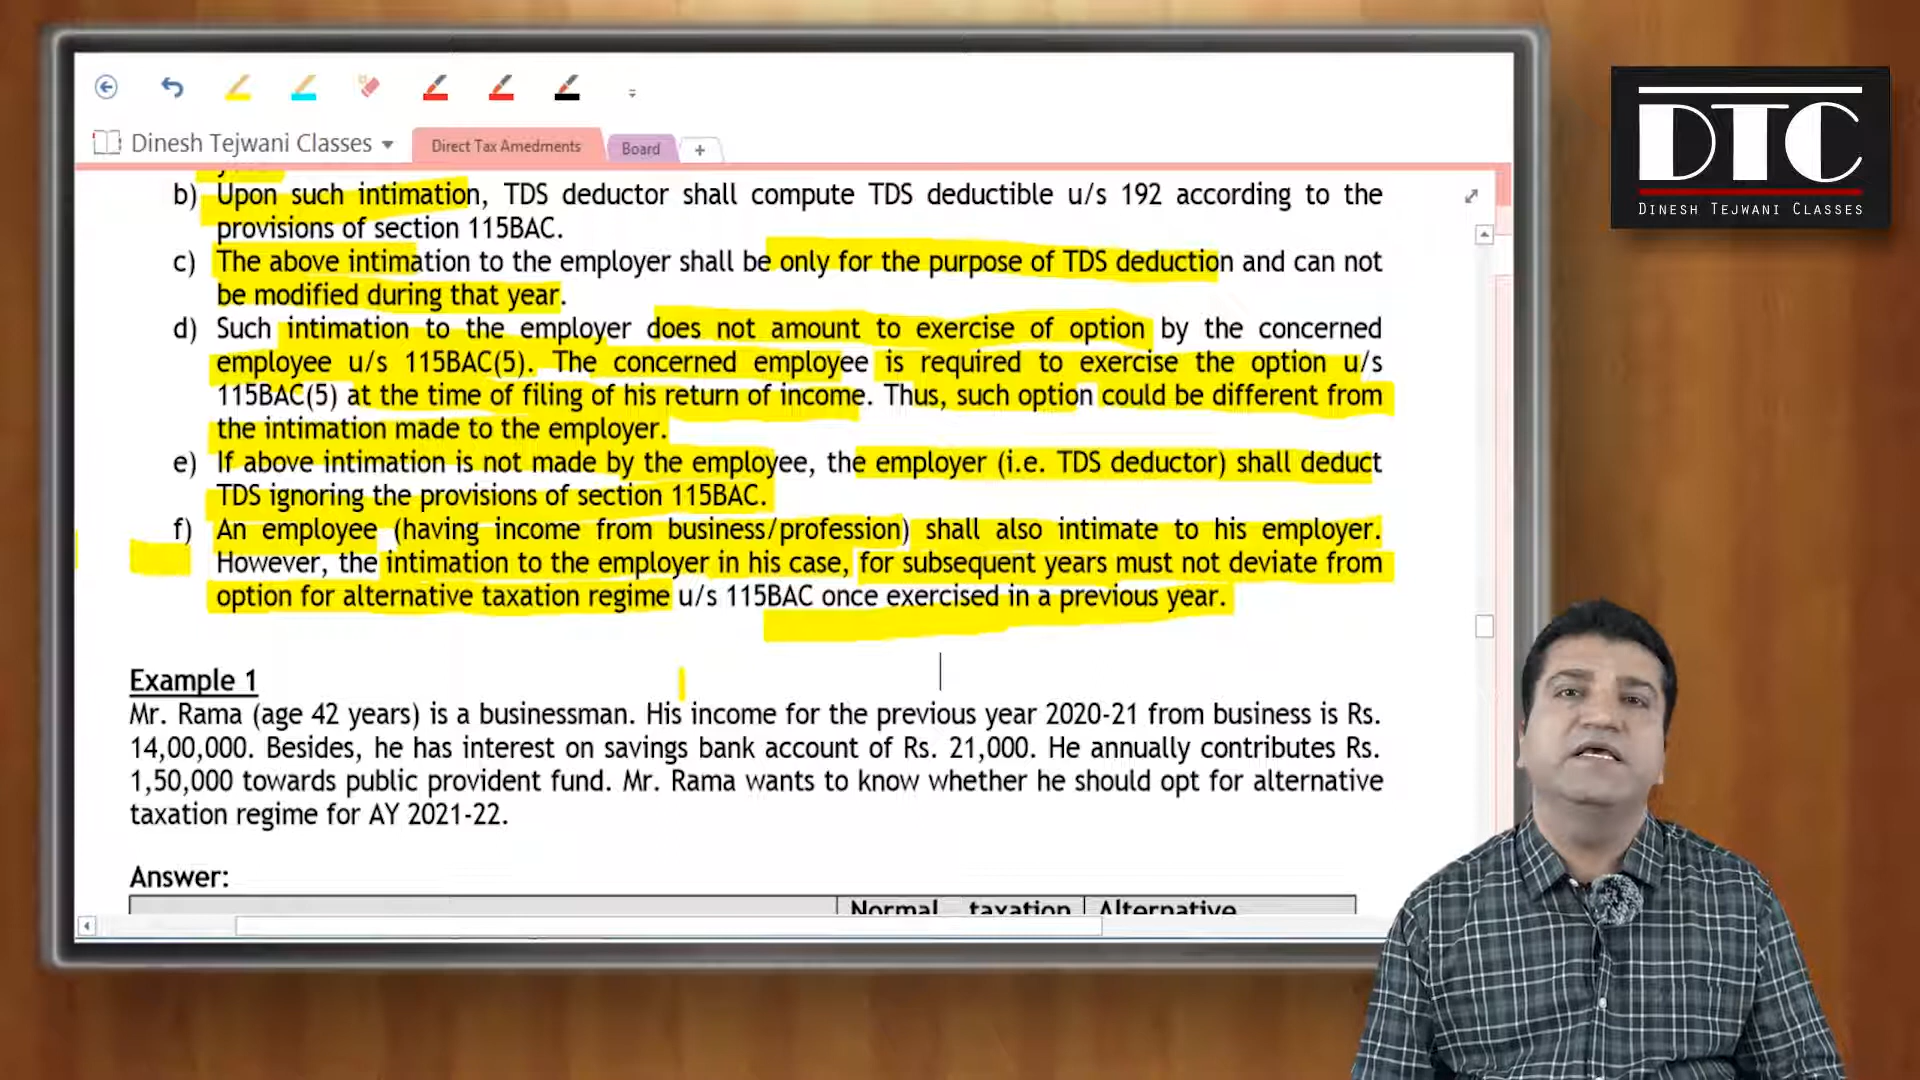 DTC
DINESH TEJWANI CLASSES
Dinesh Tejwani Classes
Direct Tax Amedments
Board
+
b) Upon such intimation, TDS deductor shall compute TDS deductible u/s 192 according to the
provisions of section 115BAC.
c) The above intimation to the employer shall be only for the purpose of TDS deduction and can not
be modified during that year.
d) Such intimation to the employer does not amount to exercise of option by the concerned
employee u/s 115BAC(5). The concerned employee is required to exercise the option u/s
115BAC(5) at the time of filing of his return of income. Thus, such option could be different from
the intimation made to the employer.
e) If above intimation is not made by the employee, the employer (i.e. TDS deductor) shall deduct
TDS ignoring the provisions of section 115BAC.
f) An employee (having income from business/profession) shall also intimate to his employer.
However, the intimation to the employer in his case, for subsequent years must not deviate from
option for alternative taxation regime u/s 115BAC once exercised in a previous year.
Example 1
Mr. Rama (age 42 years) is a businessman. His income for the previous year 2020-21 from business is Rs.
14,00,000. Besides, he has interest on savings bank account of Rs. 21,000. He annually contributes Rs.
1,50,000 towards public provident fund. Mr. Rama wants to know whether he should opt for alternative
taxation regime for AY 2021-22.
Answer:
Normal taxation Alternative